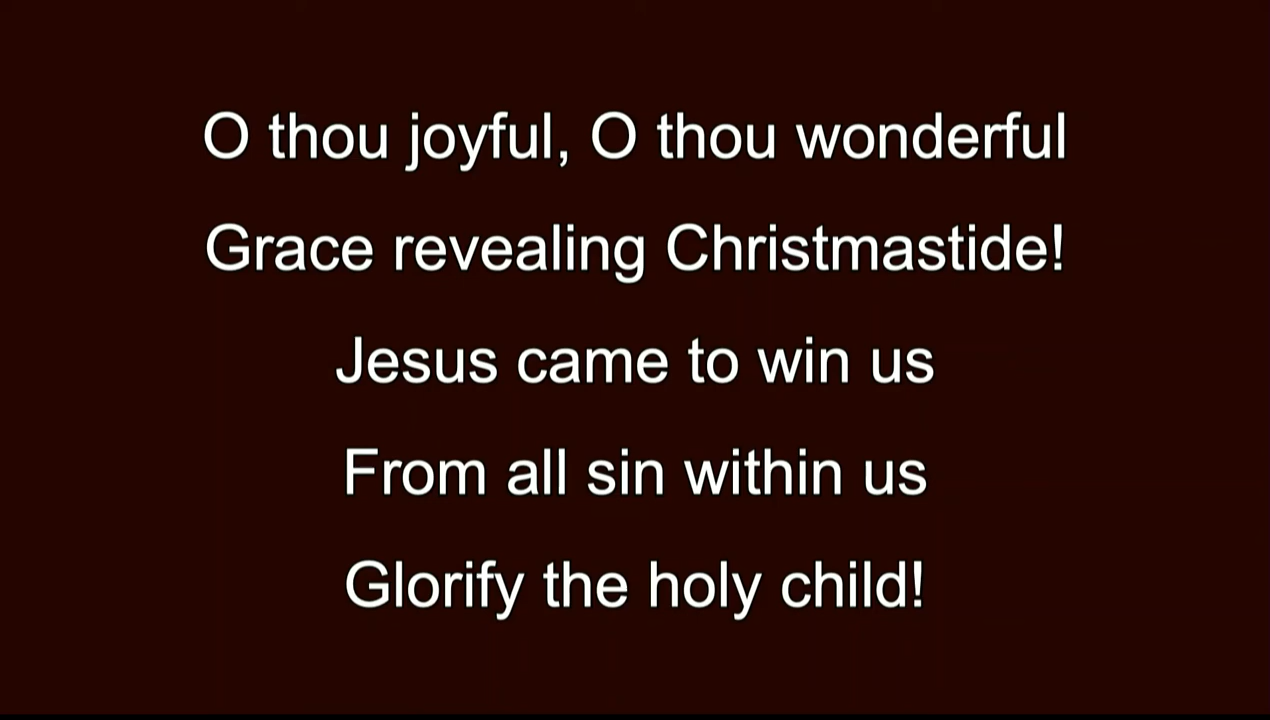 O thou joyful, O thou wonderful
Grace revealing Christmastide!
Jesus came to win us
From all sin within us
Glorify the holy child!